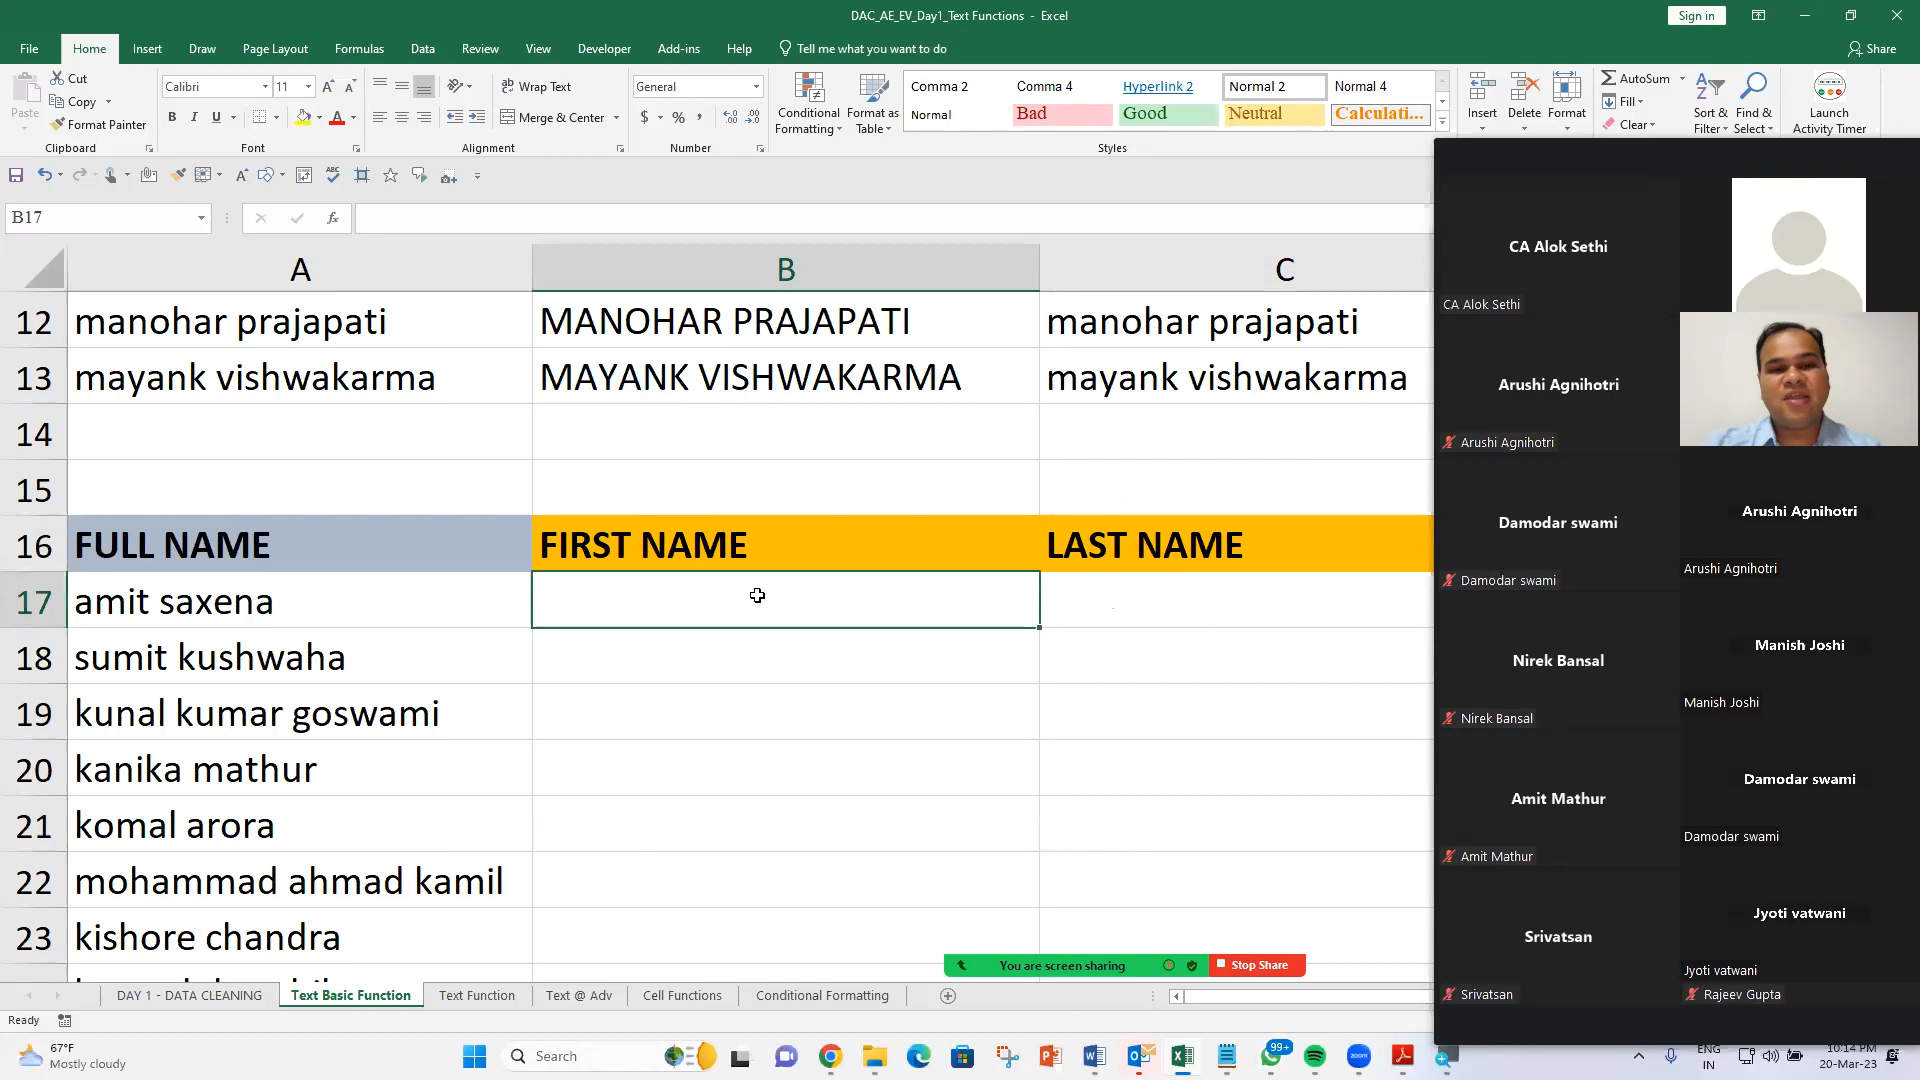 DAC_AE_EV_Day1_Text Functions - Excel
Sign in
File Home Insert Draw Page Layout Formulas Data Review View Developer Add-ins Help Tell me what you want to do
Share
Paste
Cut
Copy
Format Painter
Clipboard
Calibri 11
B I U
Font
Wrap Text
Merge & Center
Alignment
General
$ %
Number
Conditional Formatting
Format as Table
Comma 2 Comma 4 Hyperlink 2 Normal 2 Normal 4
Normal Bad Good Neutral Calculati...
Styles
Insert Delete Format
AutoSum
Fill
Clear
Sort & Filter
Find & Select
Launch Activity Timer
B17
fx
A B C
12 manohar prajapati MANOHAR PRAJAPATI manohar prajapati
13 mayank vishwakarma MAYANK VISHWAKARMA mayank vishwakarma
14
15
16 FULL NAME FIRST NAME LAST NAME
17 amit saxena
18 sumit kushwaha
19 kunal kumar goswami
20 kanika mathur
21 komal arora
22 mohammad ahmad kamil
23 kishore chandra
You are screen sharing Stop Share
DAY 1 - DATA CLEANING Text Basic Function Text Function Text @ Adv Cell Functions Conditional Formatting
Ready
CA Alok Sethi
CA Alok Sethi
Arushi Agnihotri
Arushi Agnihotri
Damodar swami
Damodar swami
Nirek Bansal
Nirek Bansal
Amit Mathur
Amit Mathur
Srivatsan
Srivatsan
Arushi Agnihotri
Arushi Agnihotri
Manish Joshi
Manish Joshi
Damodar swami
Damodar swami
Jyoti vatwani
Jyoti vatwani
Rajeev Gupta
67°F
Mostly cloudy
Search
99+
zoom
ENG
IN
10:14 PM
20-Mar-23